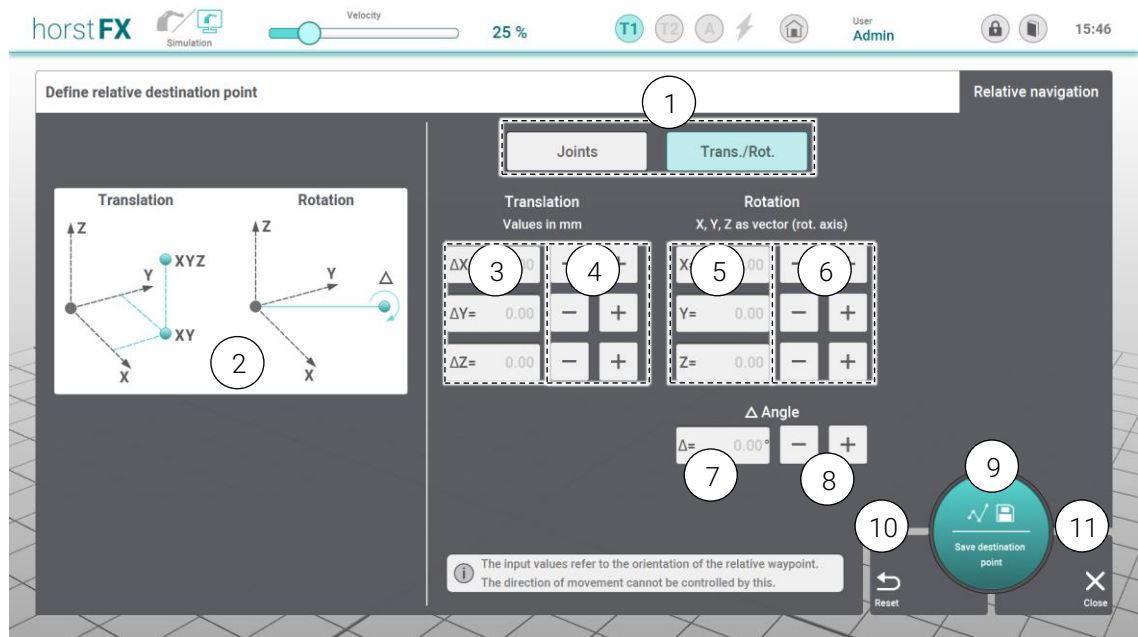 horstFX
Simulation
Velocity
25 %
T1
T2
A
User
Admin
15:46
Define relative destination point
Relative navigation
1
Joints
Trans./Rot.
Translation
Rotation
Z
Y
XYZ
XY
X
Z
Y
Δ
X
2
Translation
Values in mm
Rotation
X, Y, Z as vector (rot. axis)
ΔX
3
4
X=
5
6
ΔY= 0.00 − +
Y= 0.00 − +
ΔZ= 0.00 − +
Z= 0.00 − +
Δ Angle
Δ= 0.00° − +
7
8
9
10
11
Save destination
point
The input values refer to the orientation of the relative waypoint.
The direction of movement cannot be controlled by this.
Reset
Close